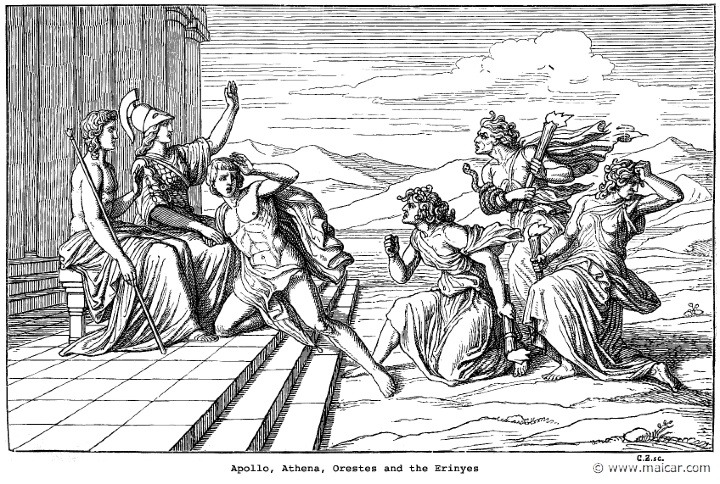 C.Z.sc.
Apollo, Athena, Orestes and the Erinyes
© www.maicar.com